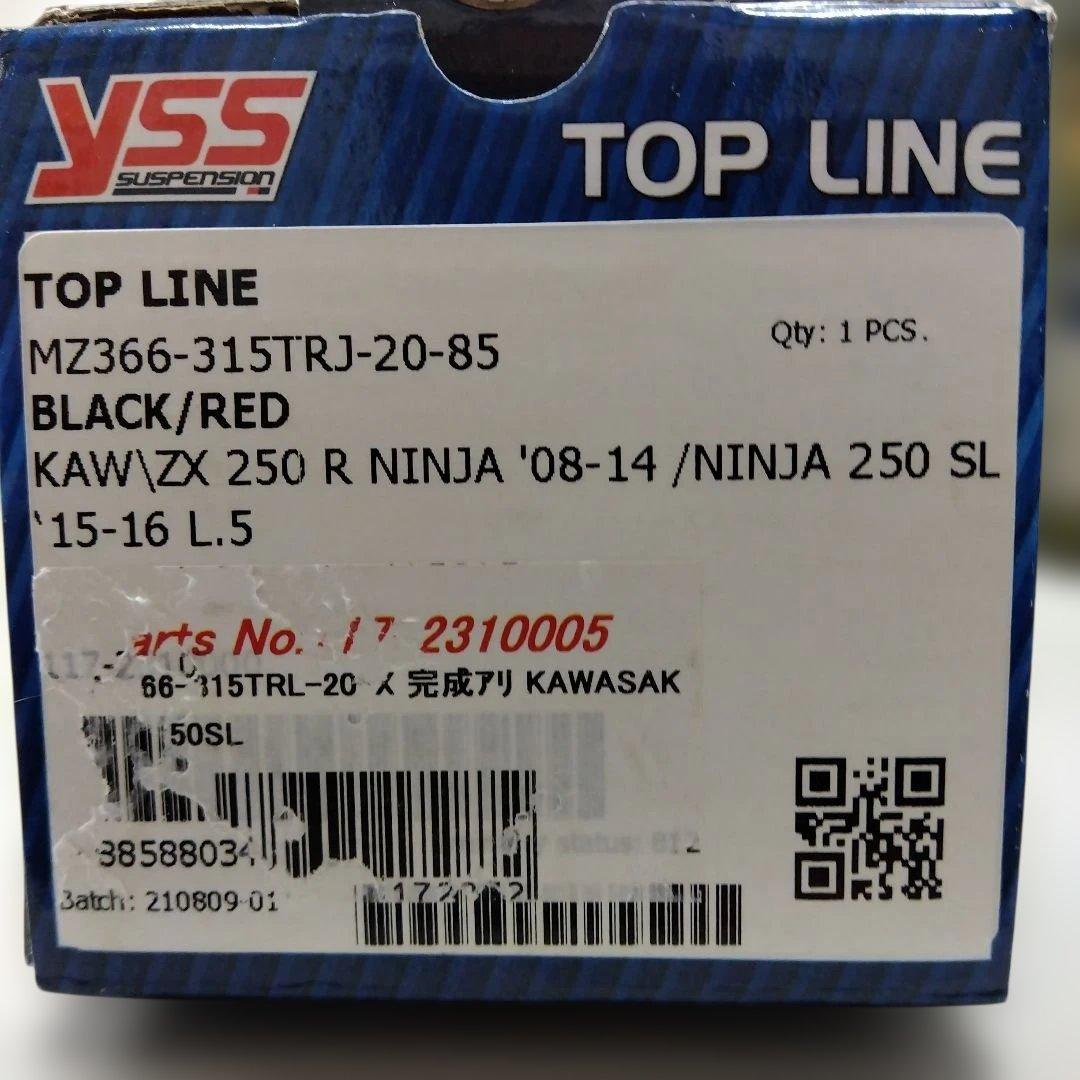 YSS
SUSPENSION
TOP LINE
TOP LINE
MZ366-315TRJ-20-85
Qty: 1 PCS.
BLACK/RED
KAW\ZX 250 R NINJA '08-14 /NINJA 250 SL
'15-16 L.5
arts No. 2310005
66-315TRL-20 完成アリ KAWASAK
50SL
status: 812
Batch: 210809-01